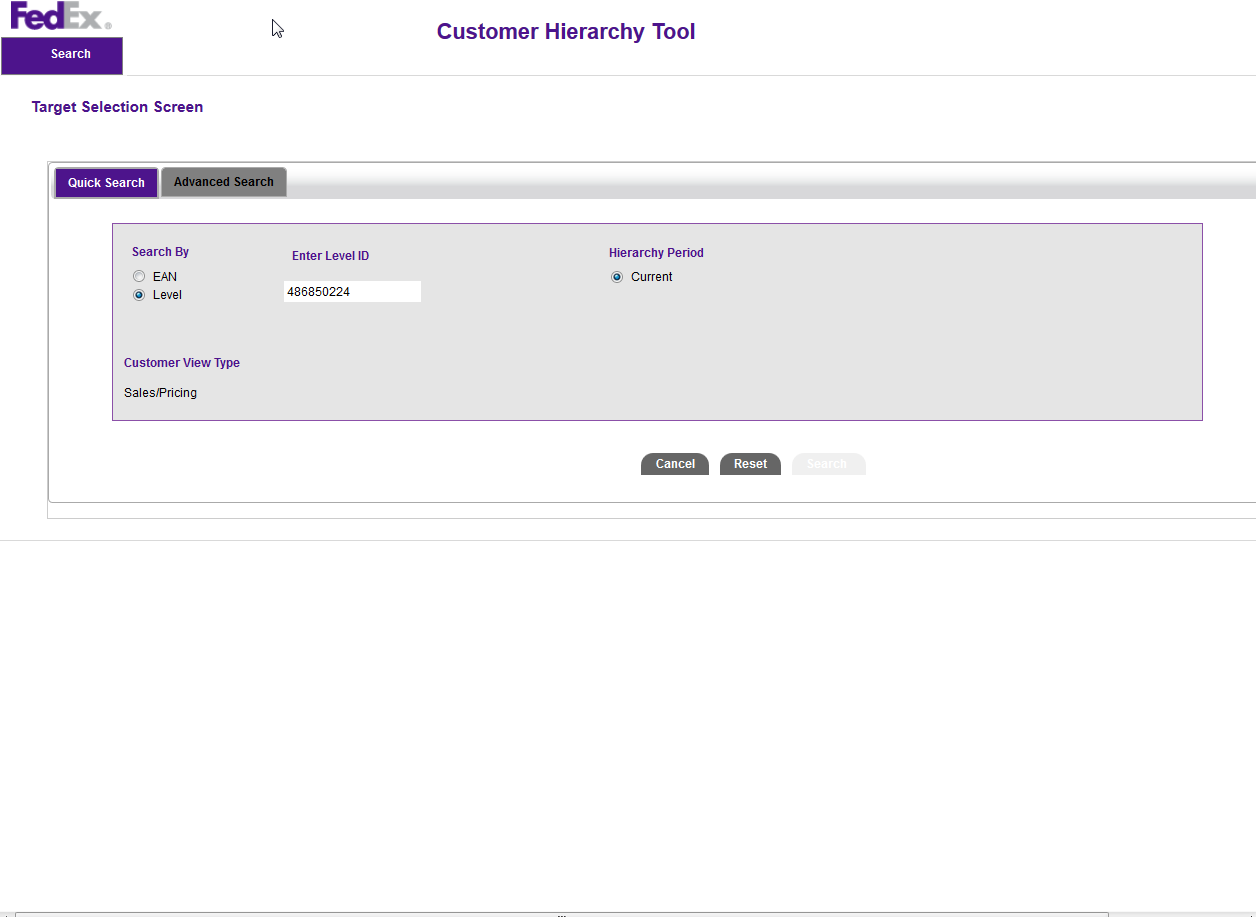 FedEx®
Customer Hierarchy Tool
Search
Target Selection Screen
Quick Search
Advanced Search
Search By
Enter Level ID
Hierarchy Period
EAN
Current
Level
486850224
Customer View Type
Sales/Pricing
Cancel
Reset
Search